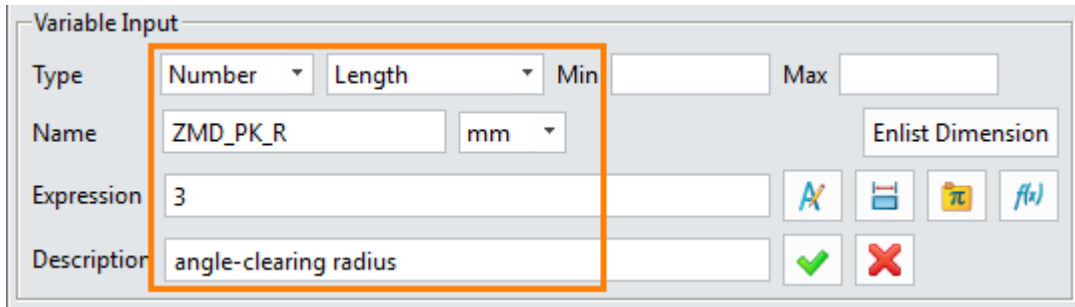 Variable Input
Type Number Length Min Max
Name ZMD_PK_R mm Enlist Dimension
Expression 3 π f(x)
Description angle-clearing radius